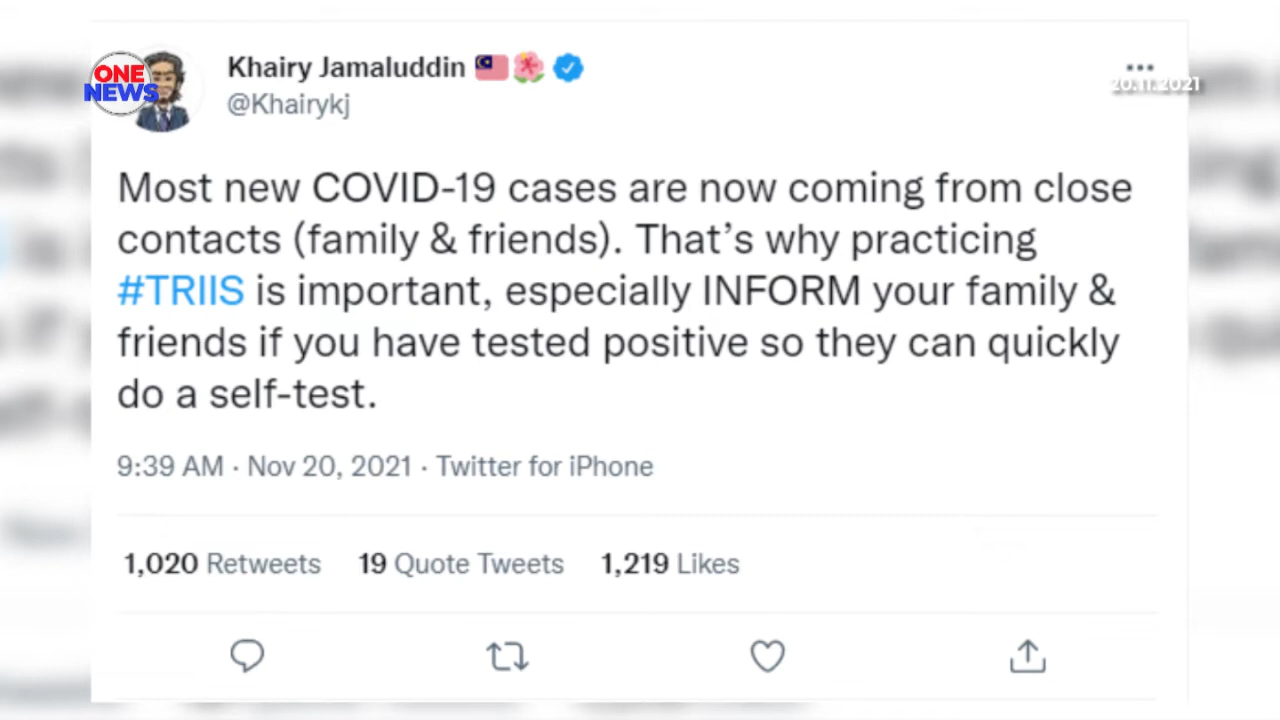 ONE
NEWS
Khairy Jamaluddin
@Khairykj
20.11.2021
Most new COVID-19 cases are now coming from close
contacts (family & friends). That’s why practicing
#TRIIS is important, especially INFORM your family &
friends if you have tested positive so they can quickly
do a self-test.
9:39 AM · Nov 20, 2021 · Twitter for iPhone
1,020 Retweets 19 Quote Tweets 1,219 Likes